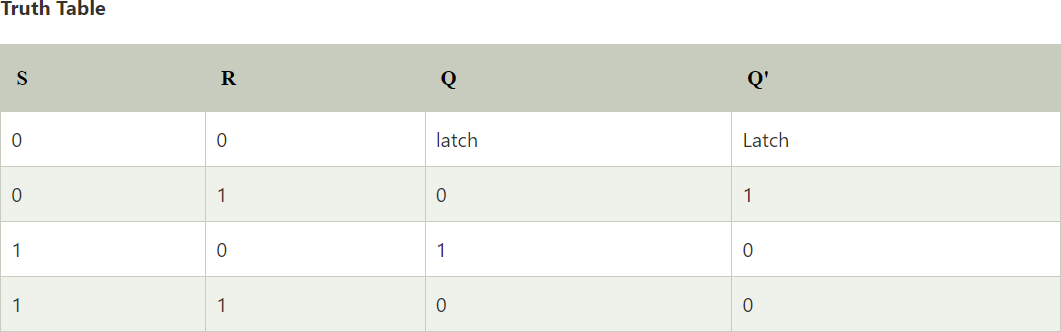 Truth Table
S R Q Q'
0 0 latch Latch
0 1 0 1
1 0 1 0
1 1 0 0